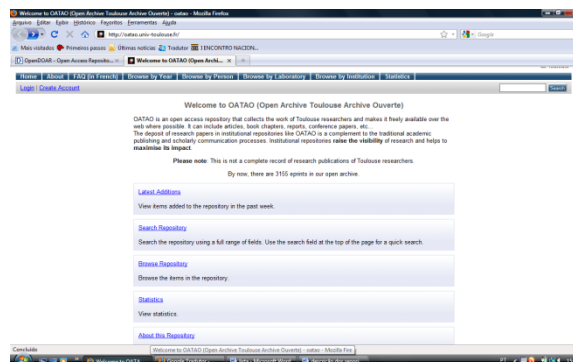 Welcome to OATAO (Open Archive Toulouse Archive Ouverte) - oatao - Mozilla Firefox
Arquivo Editar Exibir Histórico Favoritos Ferramentas Ajuda
http://oatao.univ-toulouse.fr/
Google
Mais visitados Primeiros passos Últimas notícias Tradutor I ENCONTRO NACION...
OpenDOAR - Open Access Reposito...
Welcome to OATAO (Open Archi...
Home About FAQ (in French) Browse by Year Browse by Person Browse by Laboratory Browse by Institution Statistics
Login | Create Account
Search
Welcome to OATAO (Open Archive Toulouse Archive Ouverte)
OATAO is an open access repository that collects the work of Toulouse researchers and makes it freely available over the
web where possible. It can include articles, book chapters, reports, conference papers, etc...
The deposit of research papers in institutional repositories like OATAO is a complement to the traditional academic
publishing and scholarly communication processes. Institutional repositories raise the visibility of research and helps to
maximise its impact.
Please note: This is not a complete record of research publications of Toulouse researchers.
By now, there are 3155 eprints in our open archive.
Latest Additions
View items added to the repository in the past week.
Search Repository
Search the repository using a full range of fields. Use the search field at the top of the page for a quick search.
Browse Repository
Browse the items in the repository.
Statistics
View statistics.
About this Repository
Concluído
Welcome to OATAO (Open Archive Toulouse Archive Ouverte) - oatao - Mozilla Fire
Welcome to OATA...
Google Tradutor
lista - Microsoft Word
PT